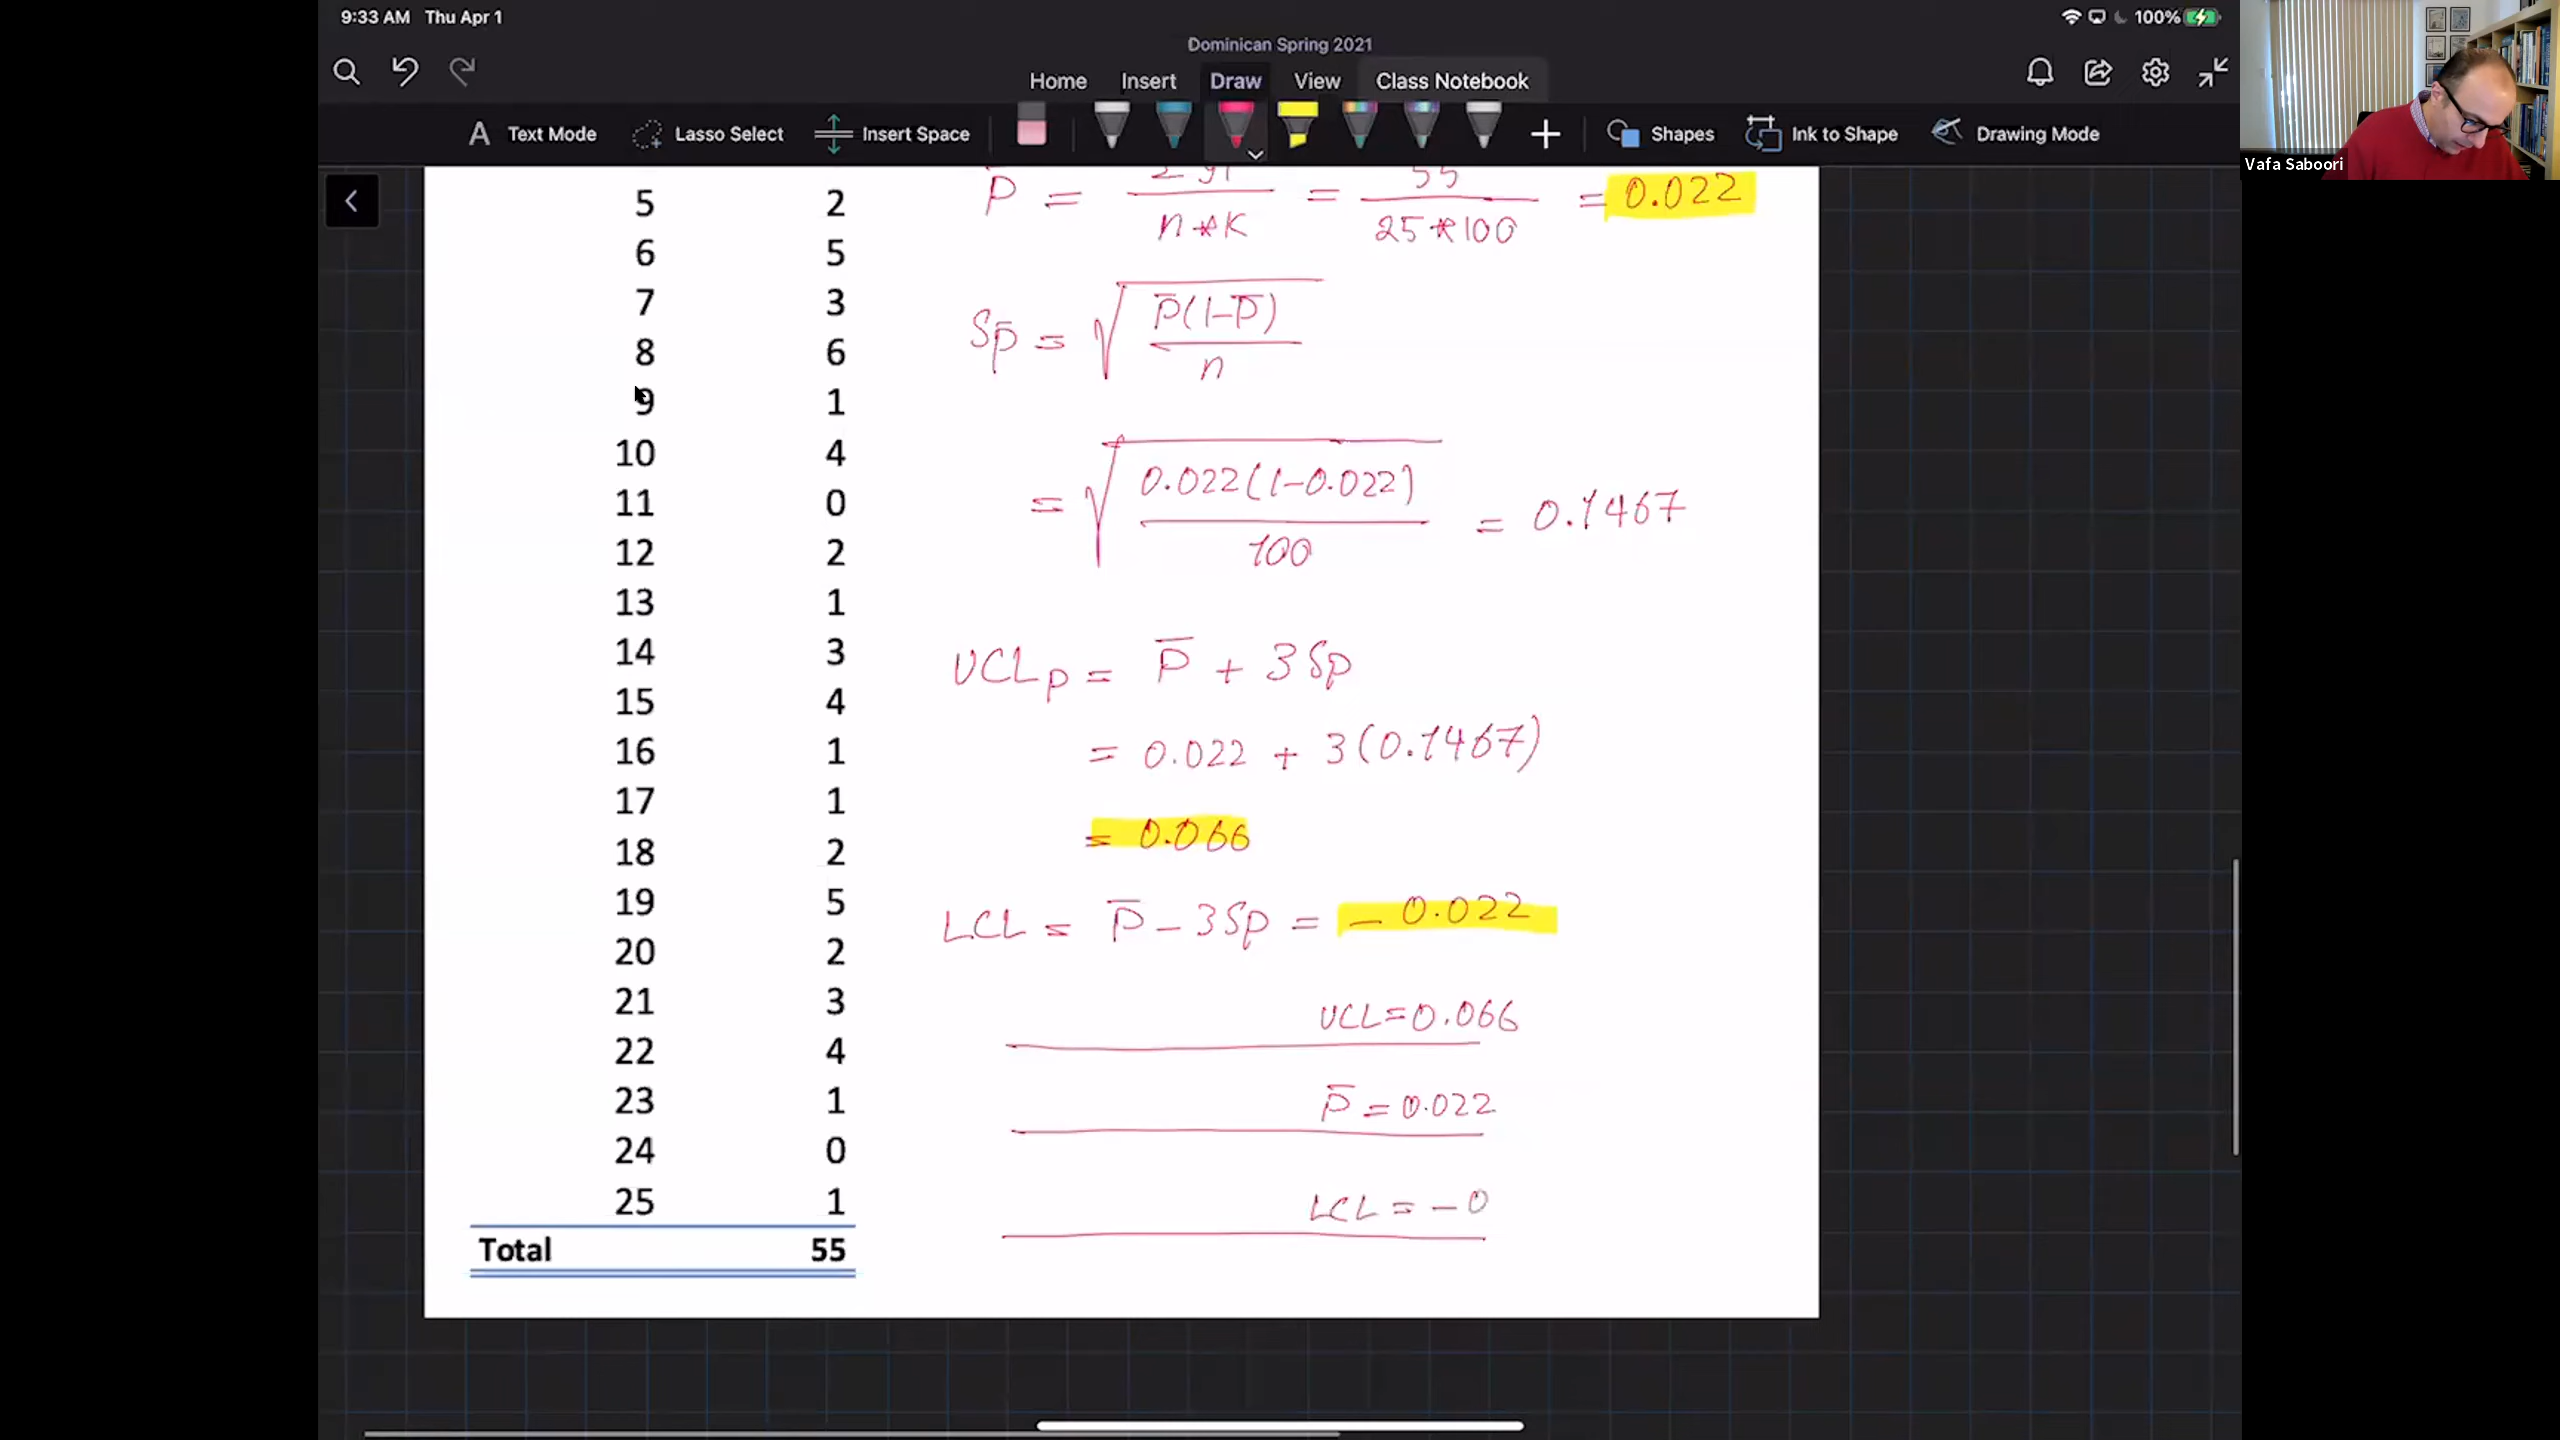 9:33 AM Thu Apr 1
100%
Dominican Spring 2021
Home Insert Draw View Class Notebook
Text Mode Lasso Select Insert Space Shapes Ink to Shape Drawing Mode
Vafa Saboori
5 2
6 5
7 3
8 6
9 1
10 4
11 0
12 2
13 1
14 3
15 4
16 1
17 1
18 2
19 5
20 2
21 3
22 4
23 1
24 0
25 1
Total 55
P̅ = / n*K = 55 / 25*100 = 0.022
Sp̅ = √ P̅(1-P̅) / n
= √ 0.022(1-0.022) / 100 = 0.1467
UCLp = P̅ + 3Sp
= 0.022 + 3(0.1467)
= 0.066
LCL = P̅ - 3Sp = - 0.022
UCL=0.066
P̅ = 0.022
LCL = -0